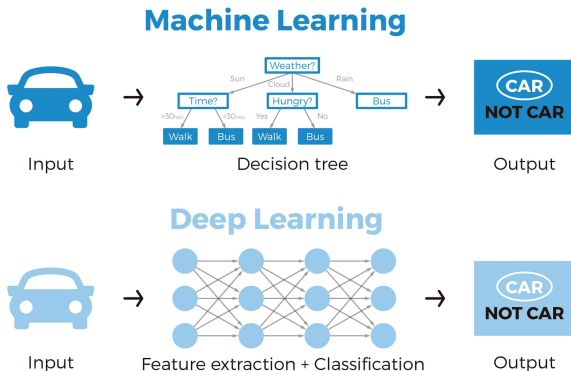 Machine Learning
Weather?
Sun
Cloud
Rain
Time?
Hungry?
Bus
>30min
<30min
Yes
No
Walk
Bus
Walk
Bus
CAR
NOT CAR
Input
Decision tree
Output
Deep Learning
CAR
NOT CAR
Input
Feature extraction + Classification
Output